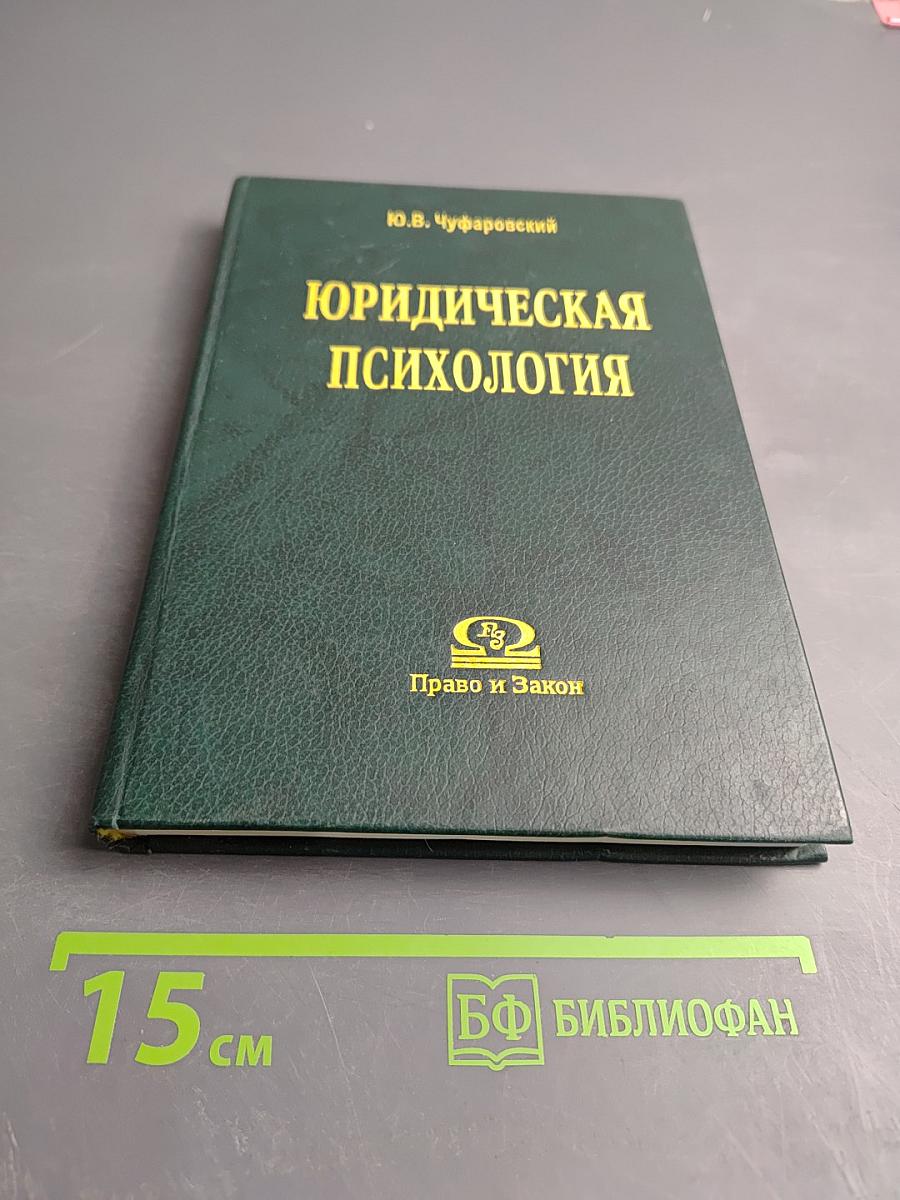 Ю.В. Чуфаровский
ЮРИДИЧЕСКАЯ
ПСИХОЛОГИЯ
ПЗ
Право и Закон
15 см
БФ БИБЛИОФАН